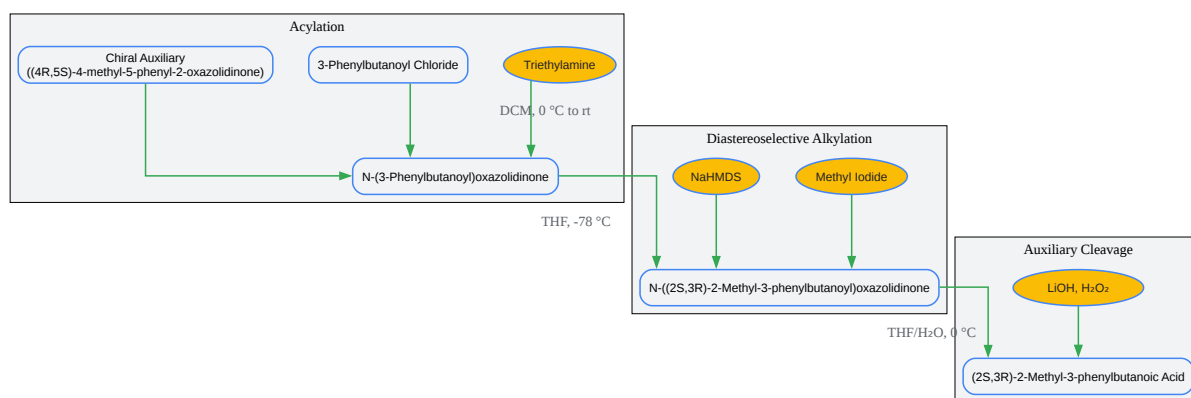 Acylation
Chiral Auxiliary
((4R,5S)-4-methyl-5-phenyl-2-oxazolidinone)
3-Phenylbutanoyl Chloride
Triethylamine
DCM, 0 °C to rt
N-(3-Phenylbutanoyl)oxazolidinone
THF, -78 °C
Diastereoselective Alkylation
NaHMDS
Methyl Iodide
N-((2S,3R)-2-Methyl-3-phenylbutanoyl)oxazolidinone
THF/H₂O, 0 °C
Auxiliary Cleavage
LiOH, H₂O₂
(2S,3R)-2-Methyl-3-phenylbutanoic Acid